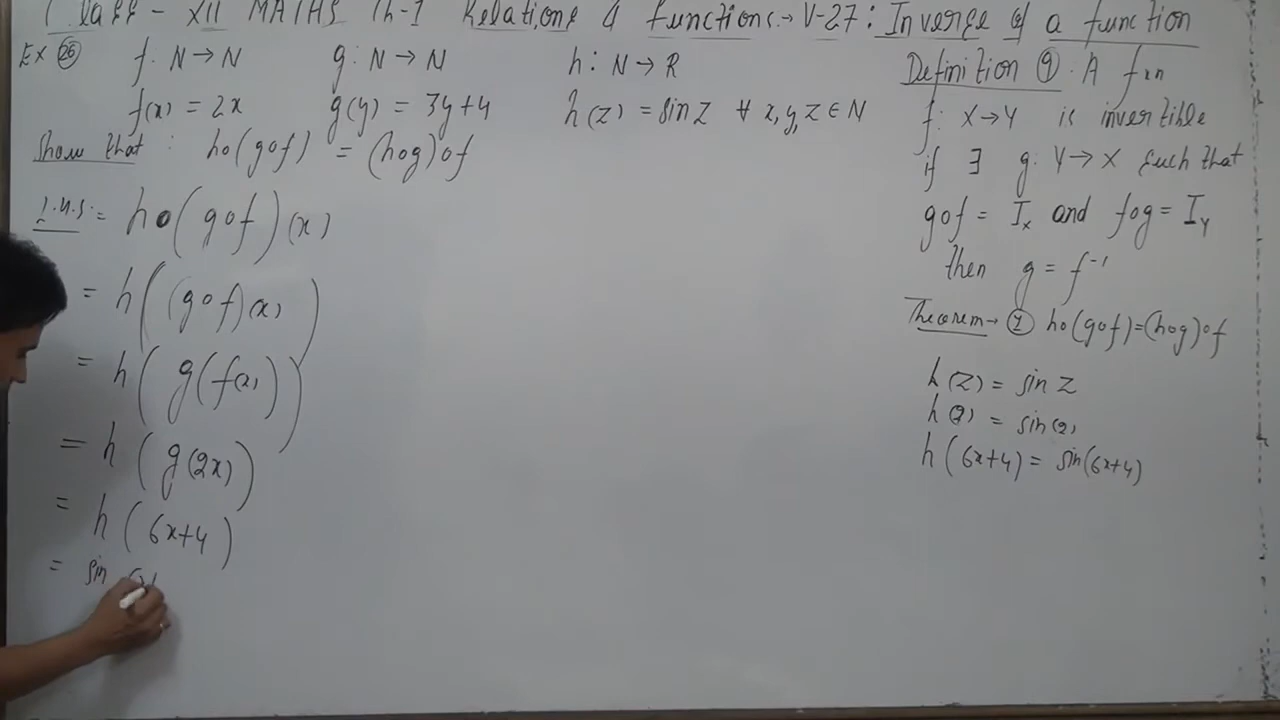 Class - XII MATHS Ch-1 Relations & functions → V-27 : Inverse of a function
EX 26 f: N → N g: N → N h: N → R
f(x) = 2x g(y) = 3y+4 h(z) = sin z ∀ x,y,z ∈ N
Show that : ho(gof) = (hog)of
L.H.S = ho(gof)(x)
= h((gof)(x))
= h(g(f(x)))
= h(g(2x))
= h(6x+4)
= sin
Definition 9. A fxn
f: X→Y is invertible
if ∃ g: Y→X such that
gof = Ix and fog = IY
then g = f⁻¹
Theorem → 1 ho(gof)=(hog)of
h(z) = sin z
h(2) = sin(2)
h(6x+4) = sin(6x+4)